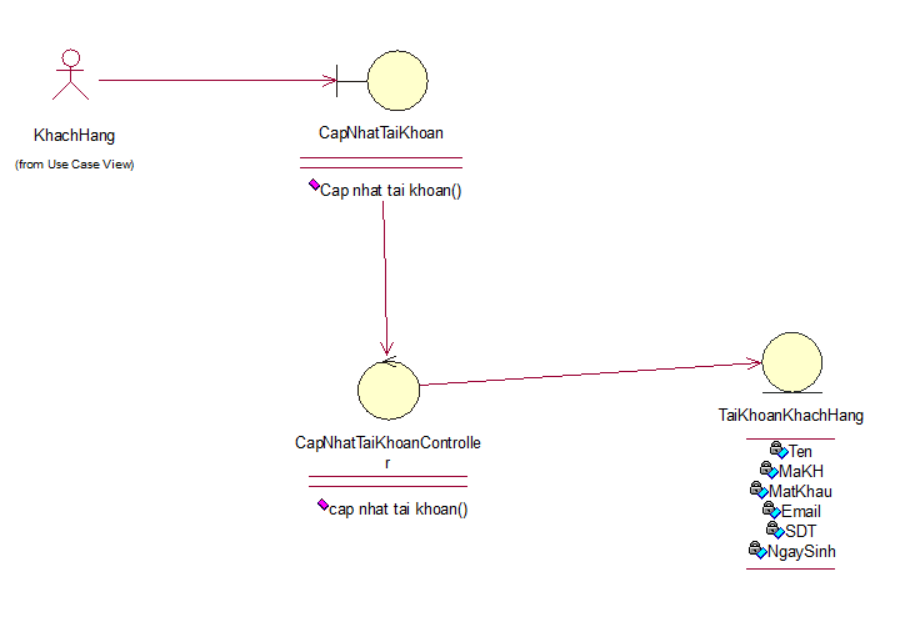 KhachHang
(from Use Case View)
CapNhatTaiKhoan
Cap nhat tai khoan()
CapNhatTaiKhoanControlle
r
cap nhat tai khoan()
TaiKhoanKhachHang
Ten
MaKH
MatKhau
Email
SDT
NgaySinh